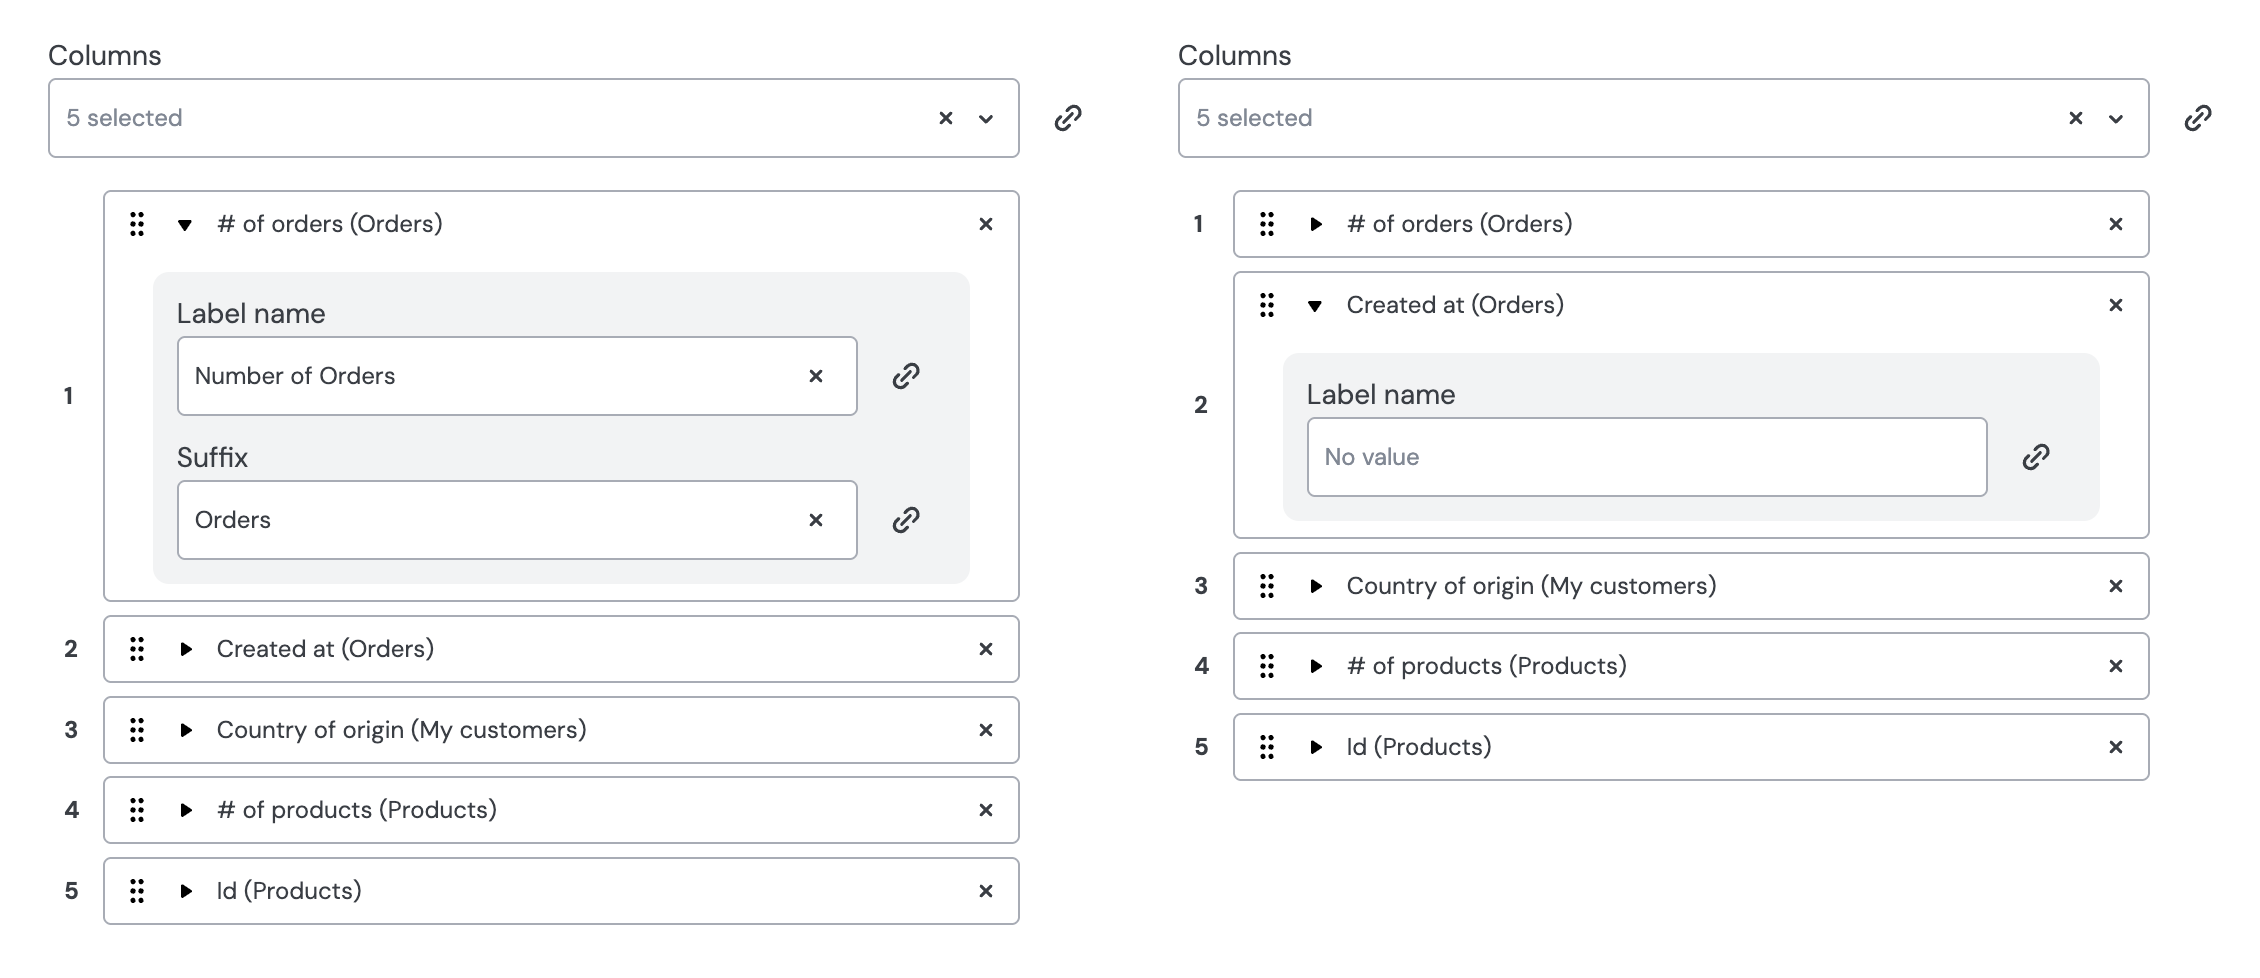 Columns
5 selected
1
# of orders (Orders)
Label name
Number of Orders
Suffix
Orders
2
Created at (Orders)
3
Country of origin (My customers)
4
# of products (Products)
5
Id (Products)
Columns
5 selected
1
# of orders (Orders)
2
Created at (Orders)
Label name
No value
3
Country of origin (My customers)
4
# of products (Products)
5
Id (Products)